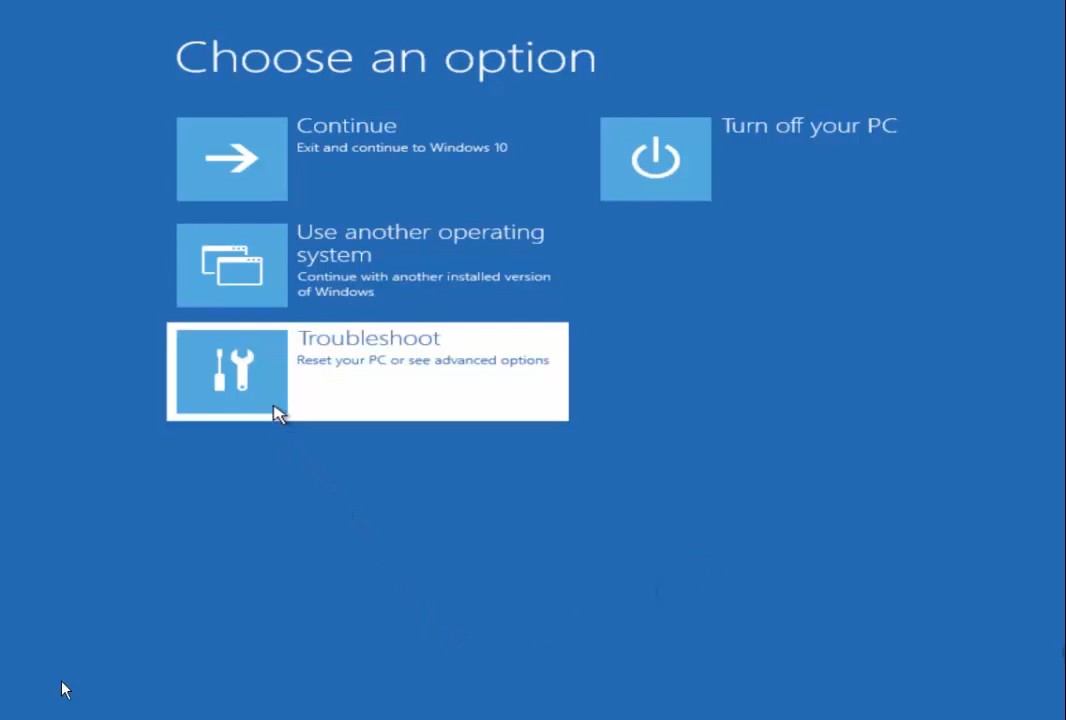 Choose an option
Continue
Exit and continue to Windows 10
Use another operating
system
Continue with another installed version
of Windows
Troubleshoot
Reset your PC or see advanced options
Turn off your PC